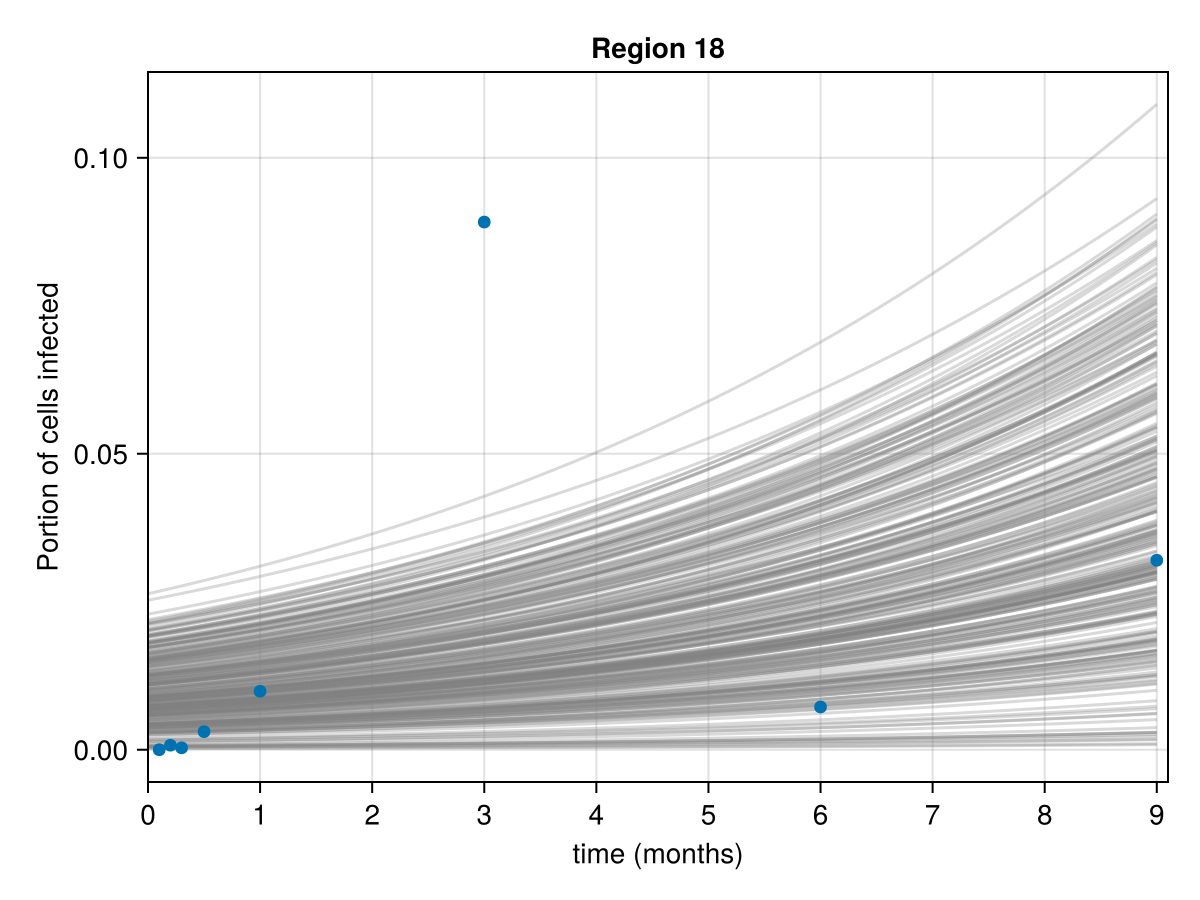 Region 18
Portion of cells infected
0.10
0.05
0.00
0 1 2 3 4 5 6 7 8 9
time (months)